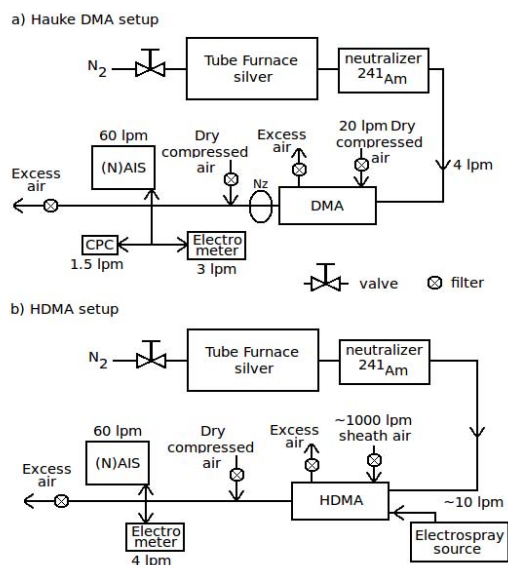 a) Hauke DMA setup
N2
Tube Furnace
silver
neutralizer
241Am
60 lpm
(N)AIS
Dry
compressed
air
Excess
air
20 lpm Dry
compressed
air
4 lpm
Excess
air
Nz
DMA
CPC
1.5 lpm
Electro
meter
3 lpm
valve
filter
b) HDMA setup
N2
Tube Furnace
silver
neutralizer
241Am
60 lpm
(N)AIS
Dry
compressed
air
Excess
air
~1000 lpm
sheath air
Excess
air
HDMA
~10 lpm
Electro
meter
4 lpm
Electrospray
source